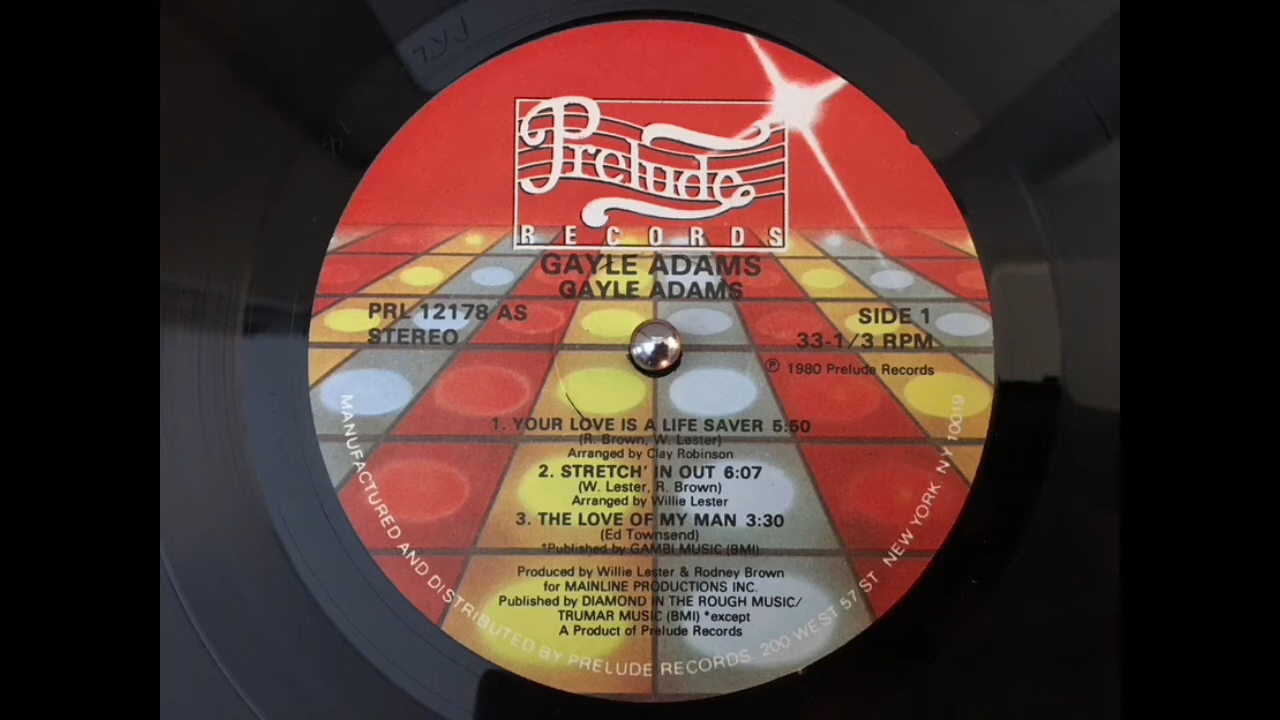 Prelude
RECORDS
GAYLE ADAMS
GAYLE ADAMS
PRL 12178 AS
STEREO
SIDE 1
33-1/3 RPM
℗ 1980 Prelude Records
1. YOUR LOVE IS A LIFE SAVER 5:50
(R. Brown, W. Lester)
Arranged by Clay Robinson
2. STRETCH' IN OUT 6:07
(W. Lester, R. Brown)
Arranged by Willie Lester
3. THE LOVE OF MY MAN 3:30
(Ed Townsend)
*Published by GAMBI MUSIC (BMI)
Produced by Willie Lester & Rodney Brown
for MAINLINE PRODUCTIONS INC.
Published by DIAMOND IN THE ROUGH MUSIC/
TRUMAR MUSIC (BMI) *except
A Product of Prelude Records
MANUFACTURED AND DISTRIBUTED BY PRELUDE RECORDS 200 WEST 57 ST NEW YORK. NY 10019